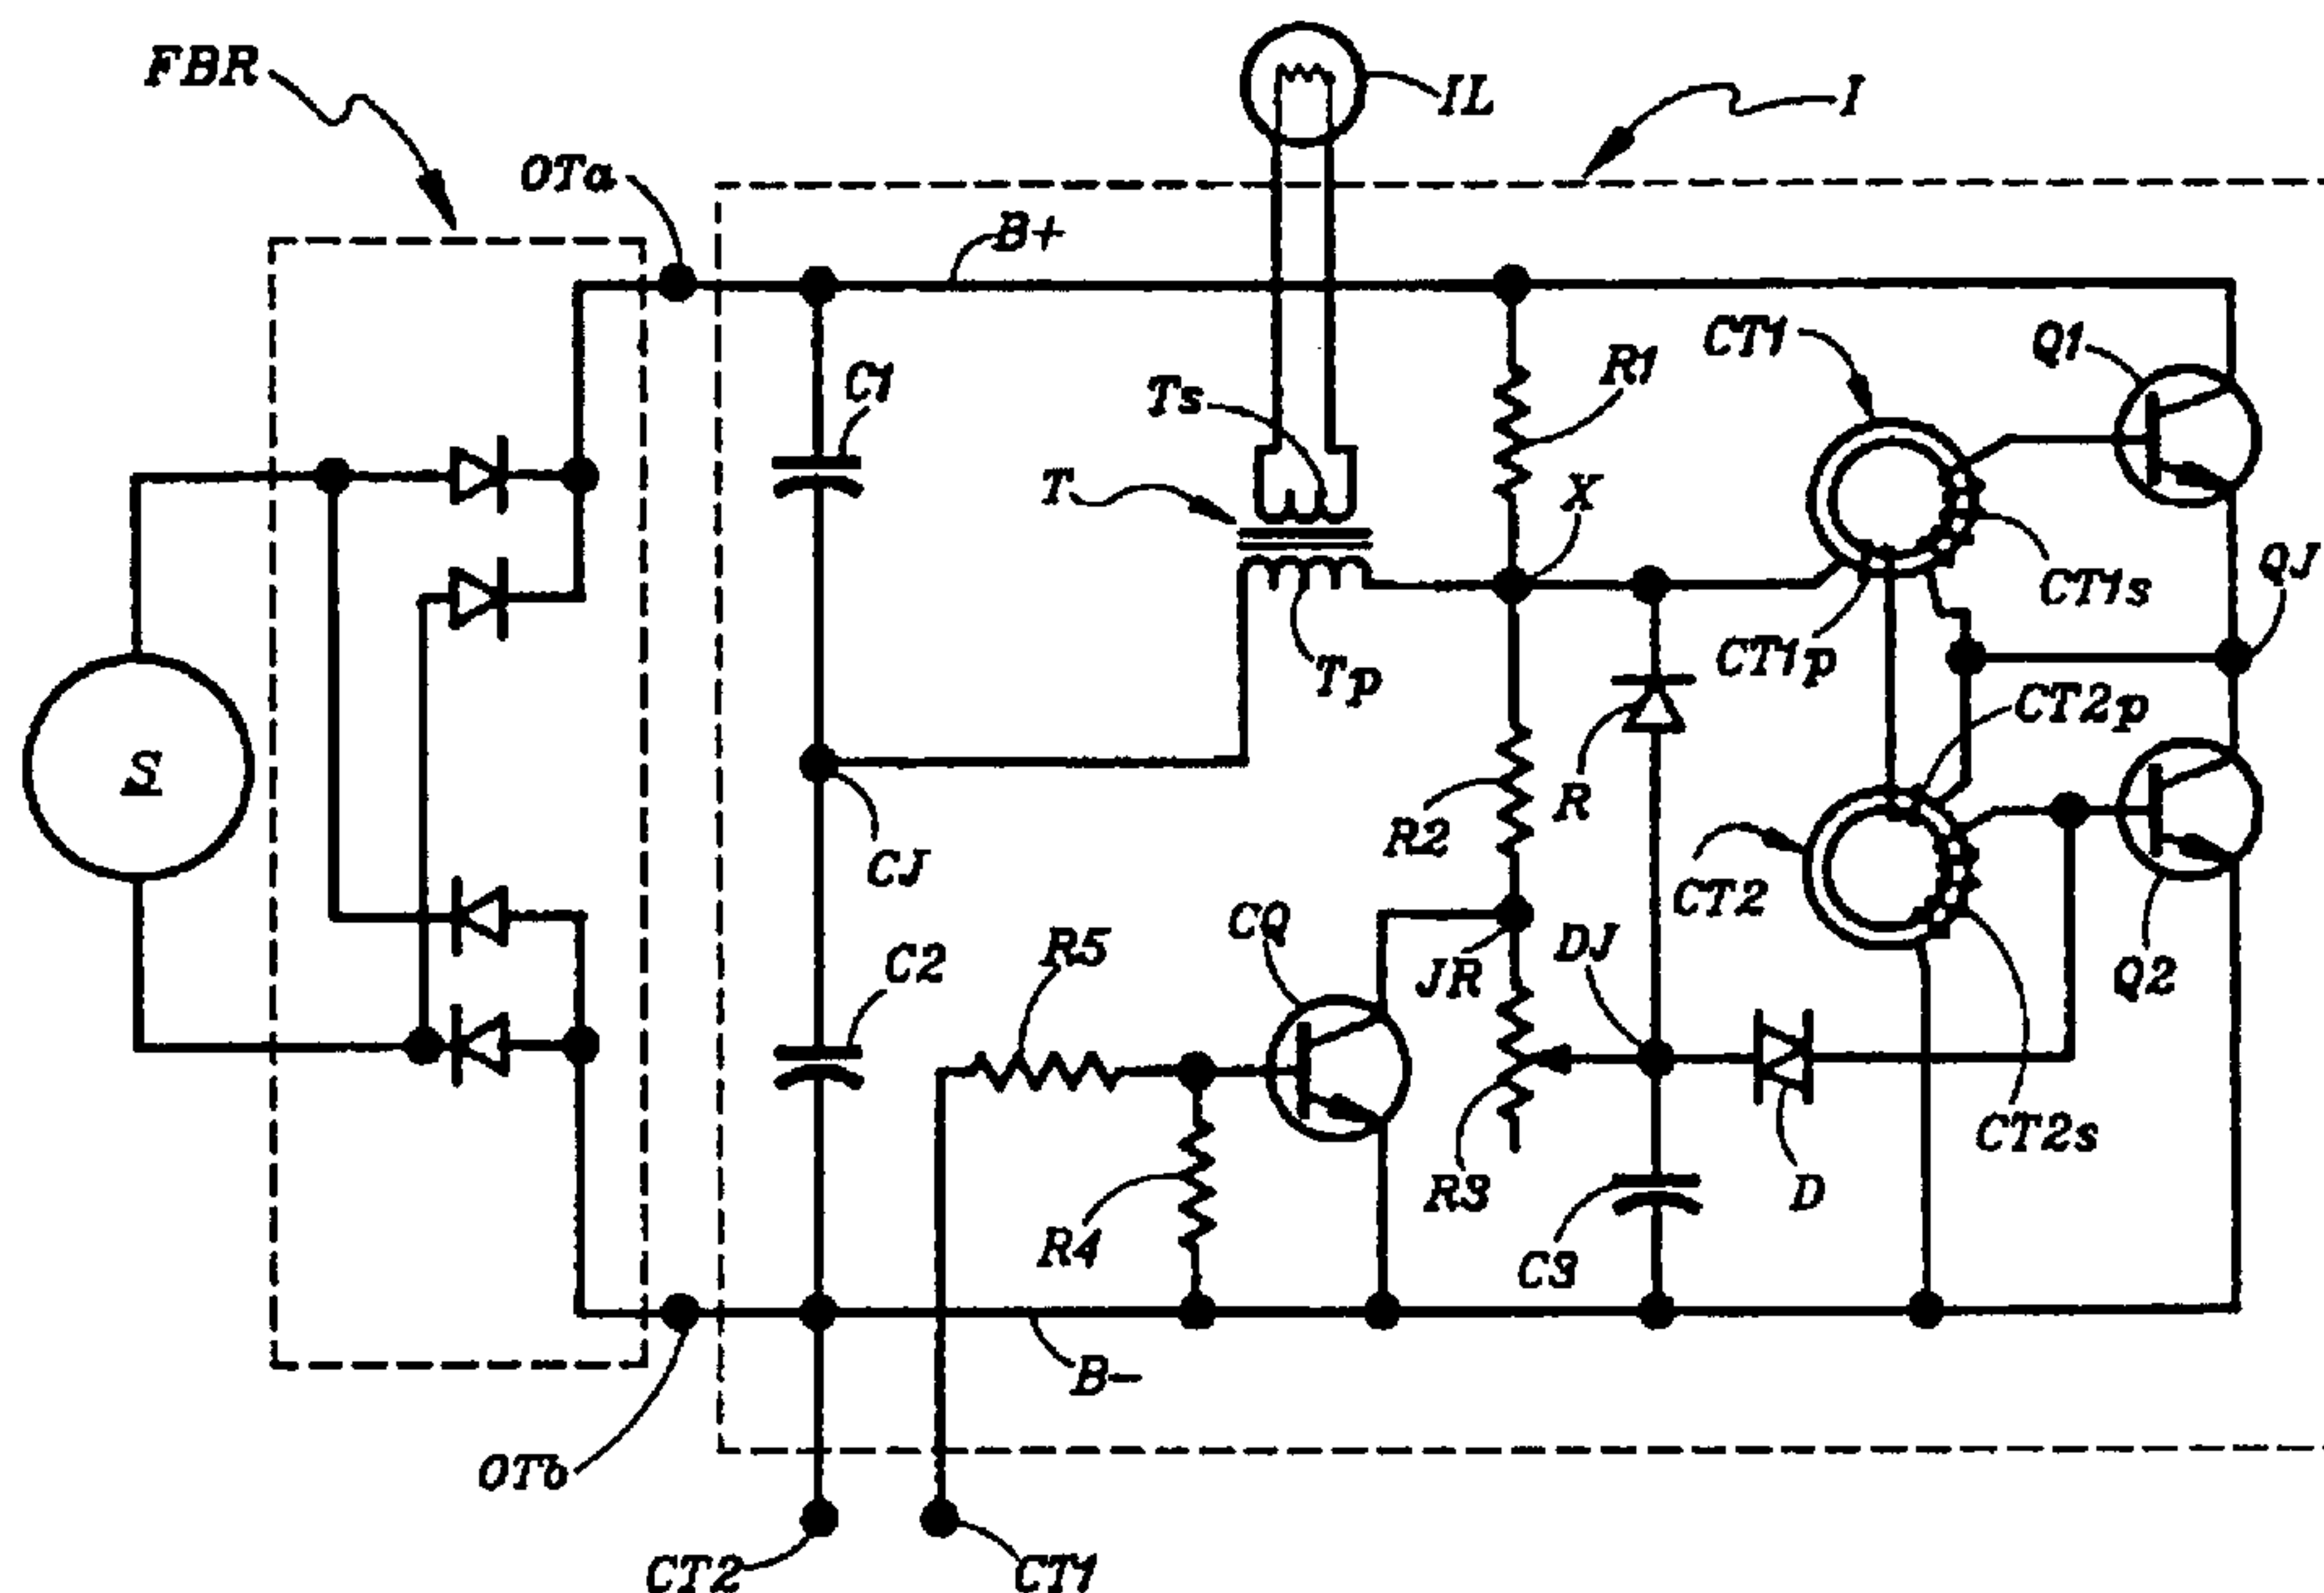 FBR
IL
I
OTa
B+
C1
Ts
R1
CT1
Q1
T
X
QJ
CT1s
CT1p
Tp
CT2p
S
R
R2
CJ
CT2
CQ
R5
DJ
C2
JR
Q2
CT2s
R3
D
R4
C3
B-
OTb
CT2
CT1